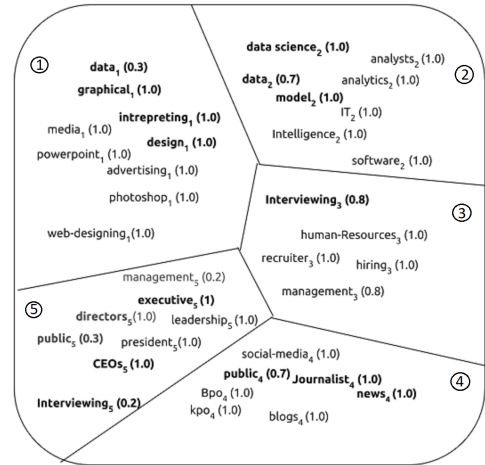 ①
data₁ (0.3)
graphical₁ (1.0)
intrepreting₁ (1.0)
media₁ (1.0)
design₁ (1.0)
powerpoint₁ (1.0)
advertising₁ (1.0)
photoshop₁ (1.0)
web-designing₁(1.0)
②
data science₂ (1.0)
analysts₂ (1.0)
data₂ (0.7)
analytics₂ (1.0)
model₂ (1.0)
IT₂ (1.0)
Intelligence₂ (1.0)
software₂ (1.0)
③
Interviewing₃ (0.8)
human-Resources₃ (1.0)
recruiter₃ (1.0)
hiring₃ (1.0)
management₃ (0.8)
⑤
management₅ (0.2)
executive₅ (1)
directors₅(1.0)
leadership₅ (1.0)
public₅ (0.3)
president₅(1.0)
CEOs₅ (1.0)
Interviewing₅ (0.2)
④
social-media₄ (1.0)
public₄ (0.7)
Journalist₄ (1.0)
Bpo₄ (1.0)
news₄ (1.0)
kpo₄ (1.0)
blogs₄ (1.0)